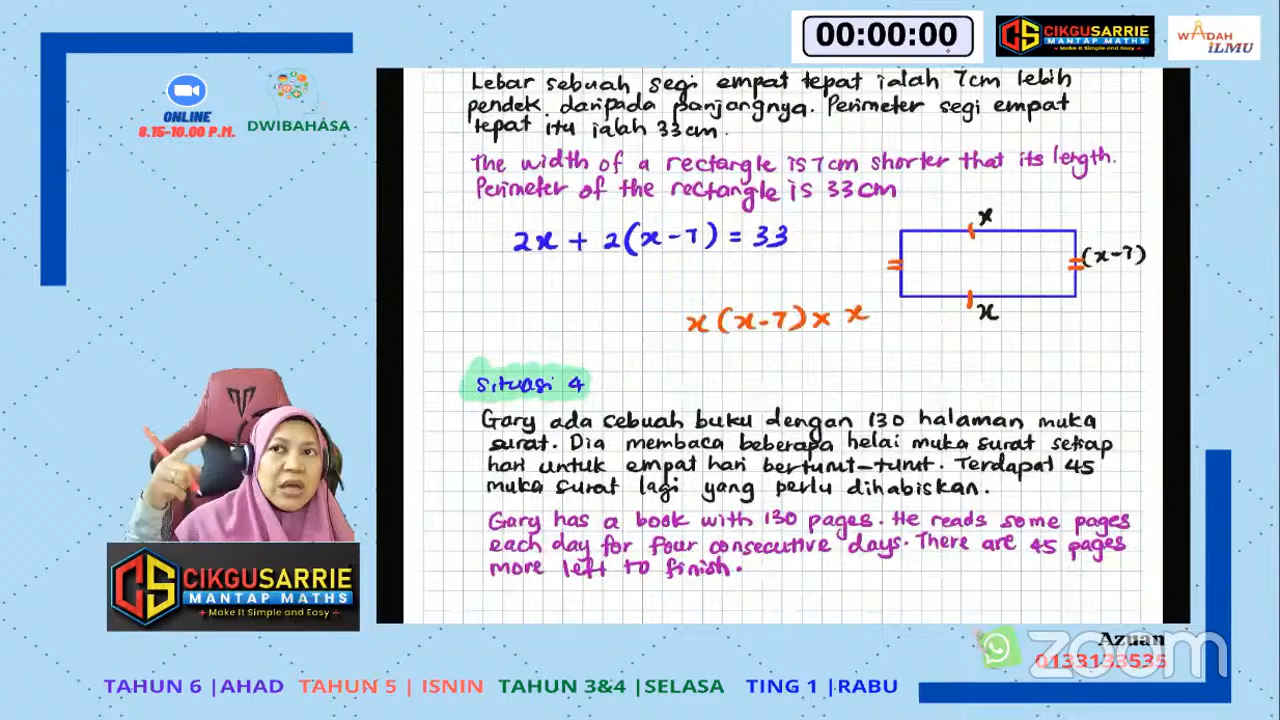 00:00:00
CS CIKGUSARRIE
MANTAP MATHS
Make It Simple and Easy
WADAH
iLMU
ONLINE
8.15-10.00 P.M.
DWIBAHASA
Lebar sebuah segi empat tepat ialah 7cm lebih
pendek daripada panjangnya. Perimeter segi empat
tepat itu ialah 33cm.
The width of a rectangle is 7cm shorter that its length.
Perimeter of the rectangle is 33cm
2x + 2(x-7) = 33
x
(x-7)
x
x(x-7)x x
Situasi 4
Gary ada sebuah buku dengan 130 halaman muka
surat. Dia membaca beberapa helai muka surat setiap
hari untuk empat hari berturut-turut. Terdapat 45
muka surat lagi yang perlu dihabiskan.
Gary has a book with 130 pages. He reads some pages
each day for four consecutive days. There are 45 pages
more left to finish.
CS CIKGUSARRIE
MANTAP MATHS
+ Make It Simple and Easy +
Azuan
zoom
0133133535
TAHUN 6 |AHAD TAHUN 5 | ISNIN TAHUN 3&4 |SELASA TING 1 |RABU